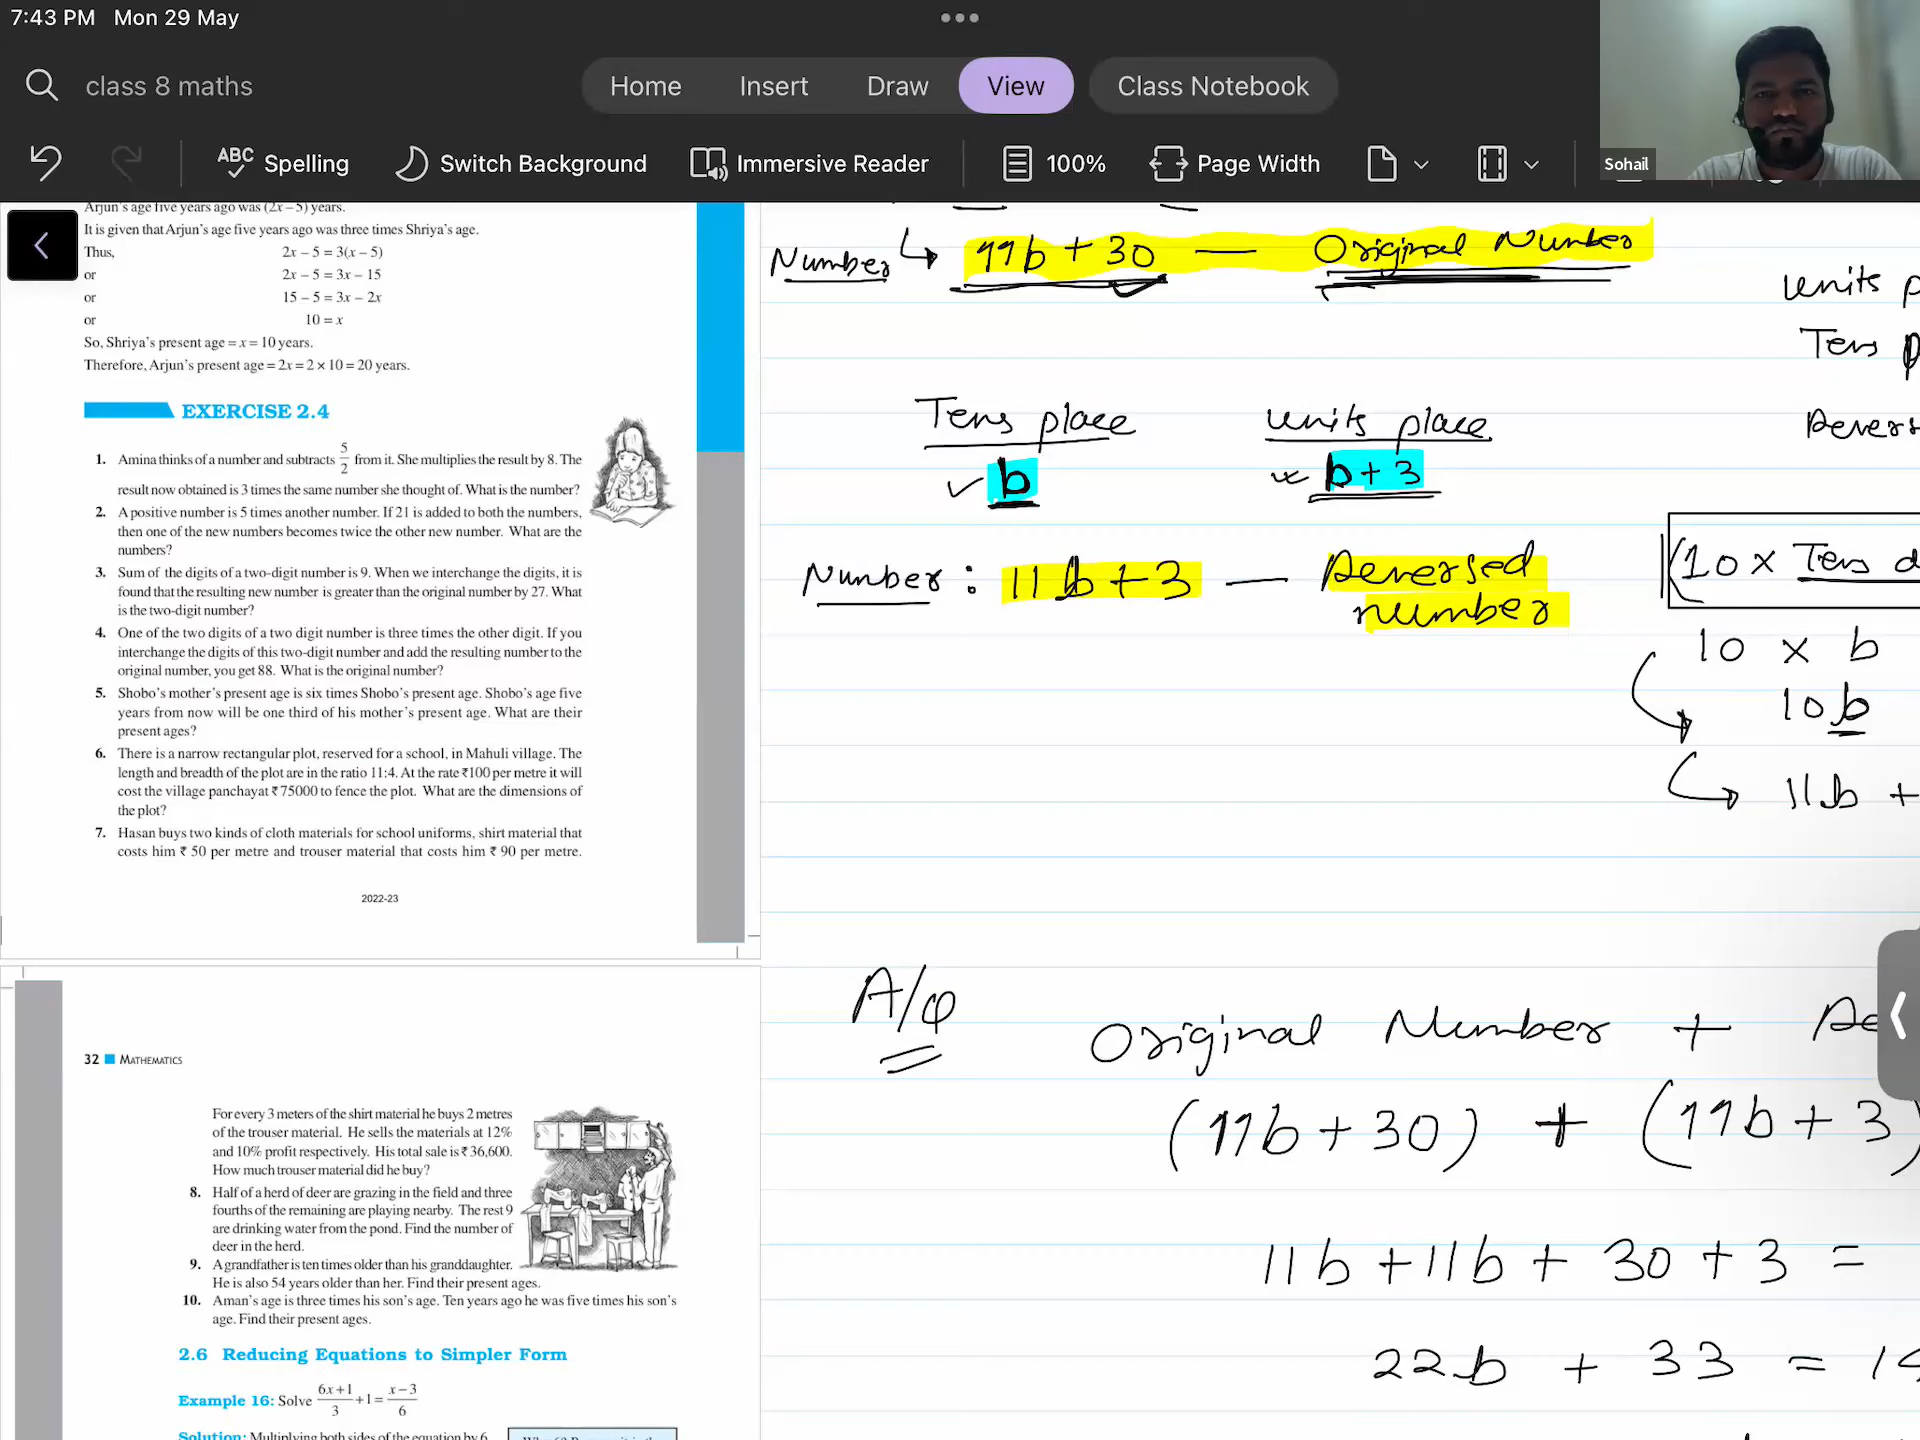 7:43 PM Mon 29 May
class 8 maths
Home Insert Draw View Class Notebook
ABC Spelling Switch Background Immersive Reader 100% Page Width
Sohail
Arjun's age five years ago was (2x – 5) years.
It is given that Arjun's age five years ago was three times Shriya's age.
Thus, 2x – 5 = 3(x – 5)
or 2x – 5 = 3x – 15
or 15 – 5 = 3x – 2x
or 10 = x
So, Shriya's present age = x = 10 years.
Therefore, Arjun's present age = 2x = 2 × 10 = 20 years.
EXERCISE 2.4
1. Amina thinks of a number and subtracts 5/2 from it. She multiplies the result by 8. The
result now obtained is 3 times the same number she thought of. What is the number?
2. A positive number is 5 times another number. If 21 is added to both the numbers,
then one of the new numbers becomes twice the other new number. What are the
numbers?
3. Sum of the digits of a two-digit number is 9. When we interchange the digits, it is
found that the resulting new number is greater than the original number by 27. What
is the two-digit number?
4. One of the two digits of a two digit number is three times the other digit. If you
interchange the digits of this two-digit number and add the resulting number to the
original number, you get 88. What is the original number?
5. Shobo's mother's present age is six times Shobo's present age. Shobo's age five
years from now will be one third of his mother's present age. What are their
present ages?
6. There is a narrow rectangular plot, reserved for a school, in Mahuli village. The
length and breadth of the plot are in the ratio 11:4. At the rate ₹100 per metre it will
cost the village panchayat ₹75000 to fence the plot. What are the dimensions of
the plot?
7. Hasan buys two kinds of cloth materials for school uniforms, shirt material that
costs him ₹ 50 per metre and trouser material that costs him ₹ 90 per metre.
2022-23
32 MATHEMATICS
For every 3 meters of the shirt material he buys 2 metres
of the trouser material. He sells the materials at 12%
and 10% profit respectively. His total sale is ₹ 36,600.
How much trouser material did he buy?
8. Half of a herd of deer are grazing in the field and three
fourths of the remaining are playing nearby. The rest 9
are drinking water from the pond. Find the number of
deer in the herd.
9. A grandfather is ten times older than his granddaughter.
He is also 54 years older than her. Find their present ages.
10. Aman's age is three times his son's age. Ten years ago he was five times his son's
age. Find their present ages.
2.6 Reducing Equations to Simpler Form
Example 16: Solve (6x+1)/3 + 1 = (x–3)/6
Solution: Multiplying both sides of the equation by 6,
Number ↳ 11b + 30 — Original Number
Units p
Tens p
Tens place Units place
b b + 3
Revers
Number : 11b + 3 — Reversed
number
(10 × Tens d
10 × b
10b
11b +
A/Q
Original Number + Re
(11b + 30) + (11b + 3)
11b + 11b + 30 + 3 =
22b + 33 = 1